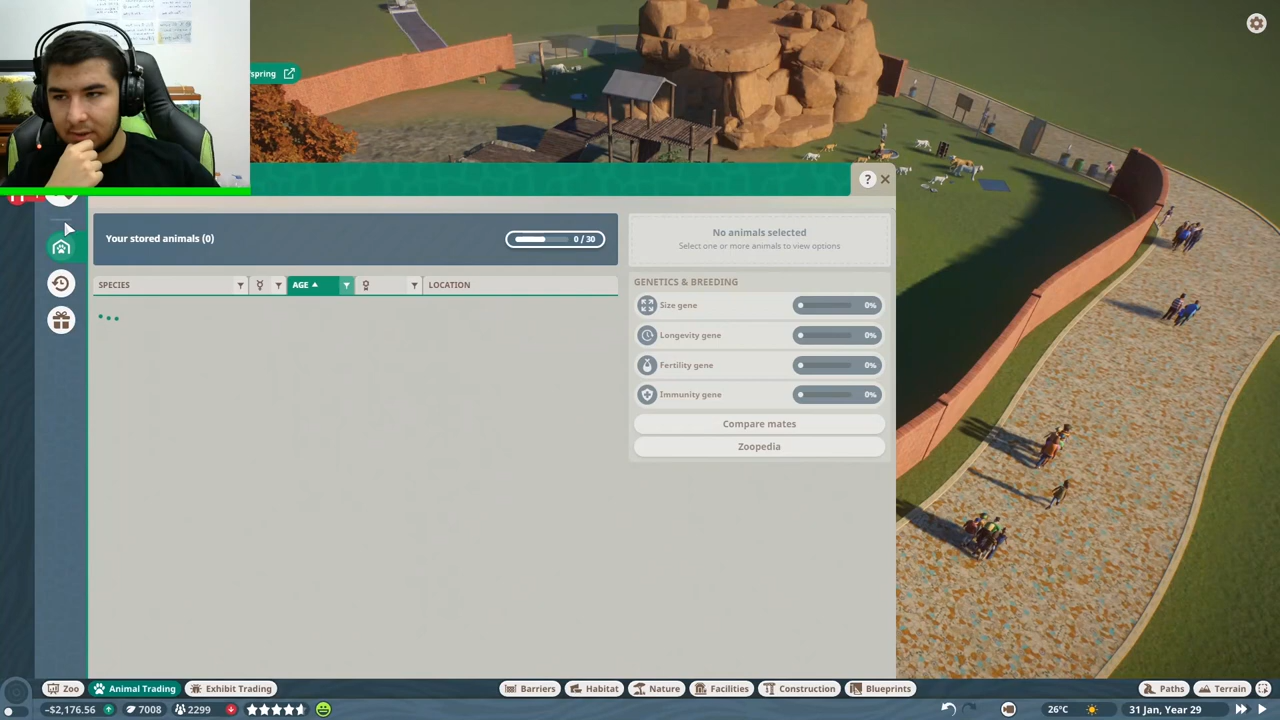 spring
?
Your stored animals (0)
0 / 30
No animals selected
Select one or more animals to view options
SPECIES
AGE
LOCATION
GENETICS & BREEDING
Size gene
0%
Longevity gene
0%
Fertility gene
0%
Immunity gene
0%
Compare mates
Zoopedia
Zoo
Animal Trading
Exhibit Trading
Barriers
Habitat
Nature
Facilities
Construction
Blueprints
Paths
Terrain
-$2,176.56
7008
2299
26°C
31 Jan, Year 29